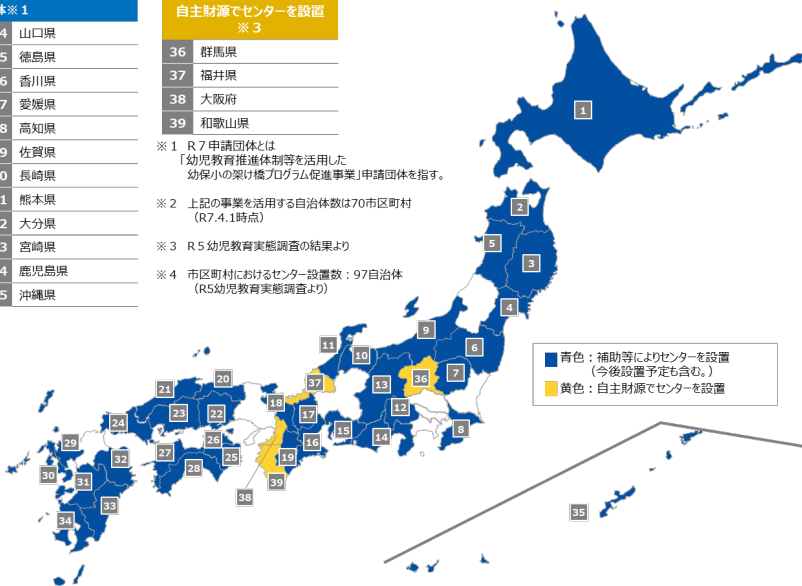 体※1
4 山口県
5 徳島県
6 香川県
7 愛媛県
8 高知県
9 佐賀県
0 長崎県
1 熊本県
2 大分県
3 宮崎県
4 鹿児島県
5 沖縄県
自主財源でセンターを設置
※3
36 群馬県
37 福井県
38 大阪府
39 和歌山県
※1 R7申請団体とは
「幼児教育推進体制等を活用した
幼保小の架け橋プログラム促進事業」申請団体を指す。
※2 上記の事業を活用する自治体数は70市区町村
(R7.4.1時点)
※3 R5幼児教育実態調査の結果より
※4 市区町村におけるセンター設置数:97自治体
(R5幼児教育実態調査より)
1
2
5
3
4
9
6
11
10
7
36
13
37
20
21
18
12
23
22
17
8
24
15
14
26
16
29
27
25
19
32
28
30
31
39
38
33
34
35
青色:補助等によりセンターを設置
(今後設置予定も含む。)
黄色:自主財源でセンターを設置